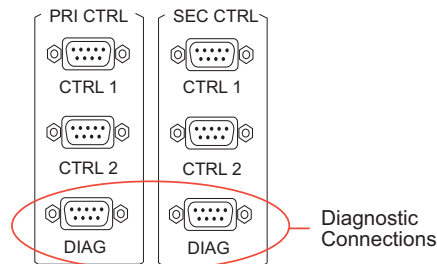 PRI CTRL
SEC CTRL
CTRL 1
CTRL 1
CTRL 2
CTRL 2
DIAG
DIAG
Diagnostic
Connections